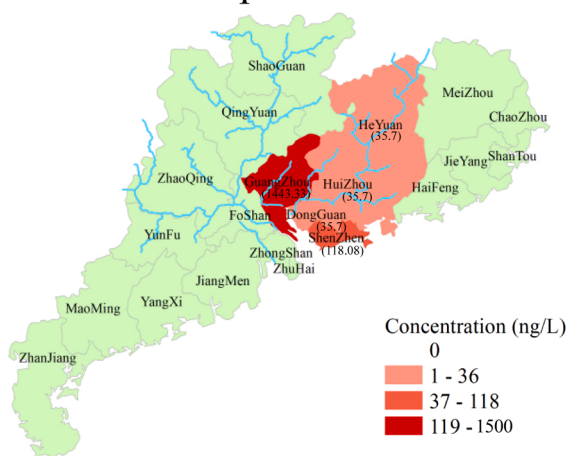 ShaoGuan
MeiZhou
QingYuan
ChaoZhou
HeYuan
(35.7)
ShanTou
JieYang
ZhaoQing
GuangZhou
(1443.33)
HuiZhou
(35.7)
HaiFeng
FoShan
DongGuan
(35.7)
YunFu
ShenZhen
(118.08)
ZhongShan
ZhuHai
JiangMen
YangXi
MaoMing
ZhanJiang
Concentration (ng/L)
0
1 - 36
37 - 118
119 - 1500